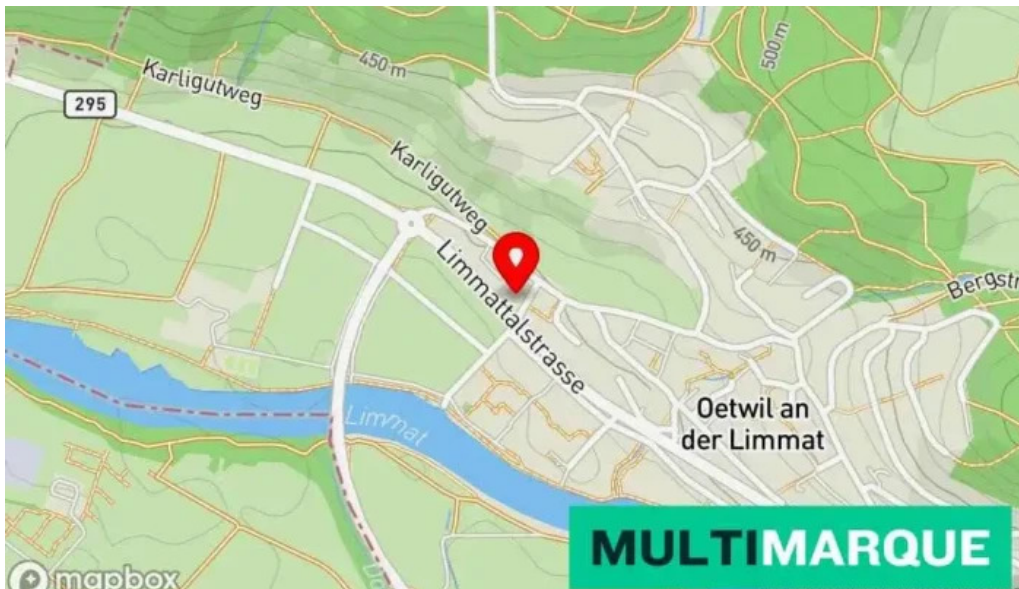 450 m
500 m
Karligutweg
295
Karligutweg
450 m
Limmattalstrasse
Bergstr
Oetwil an
der Limmat
Limmat
MULTIMARQUE
mapbox